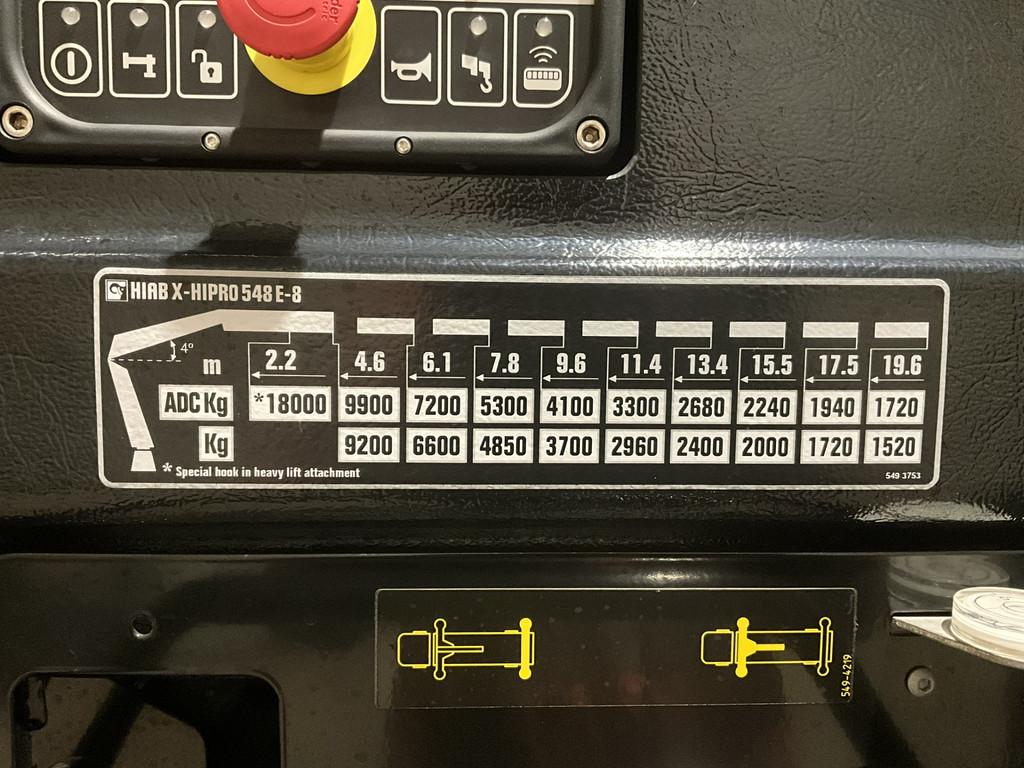 HIAB X-HIPRO 548 E-8
4°
m 2.2 4.6 6.1 7.8 9.6 11.4 13.4 15.5 17.5 19.6
ADC Kg *18000 9900 7200 5300 4100 3300 2680 2240 1940 1720
Kg 9200 6600 4850 3700 2960 2400 2000 1720 1520
* Special hook in heavy lift attachment
549 3753
549-4219